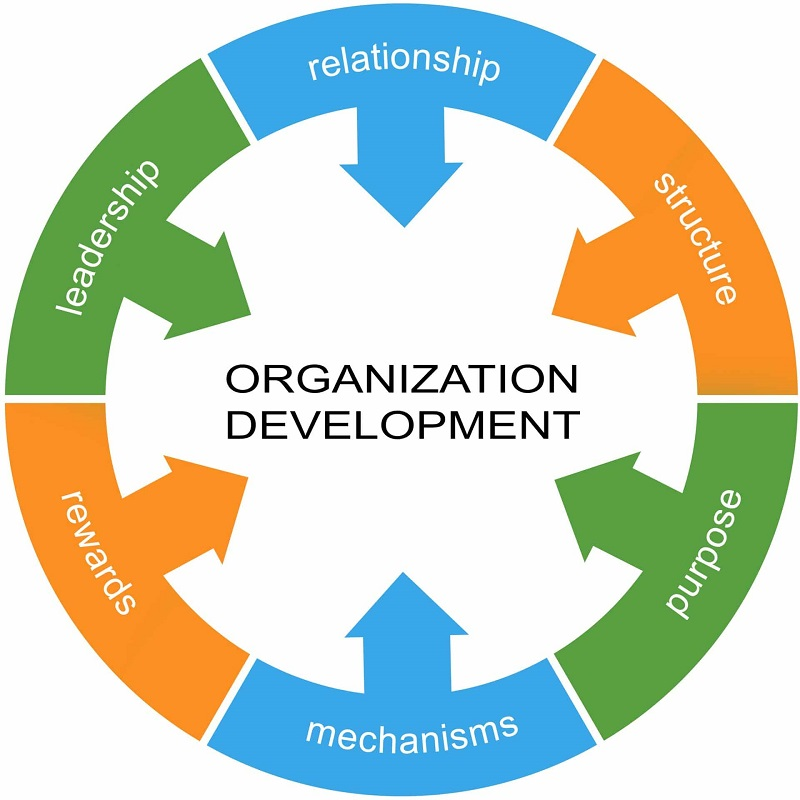 relationship
structure
purpose
mechanisms
rewards
leadership
ORGANIZATION
DEVELOPMENT